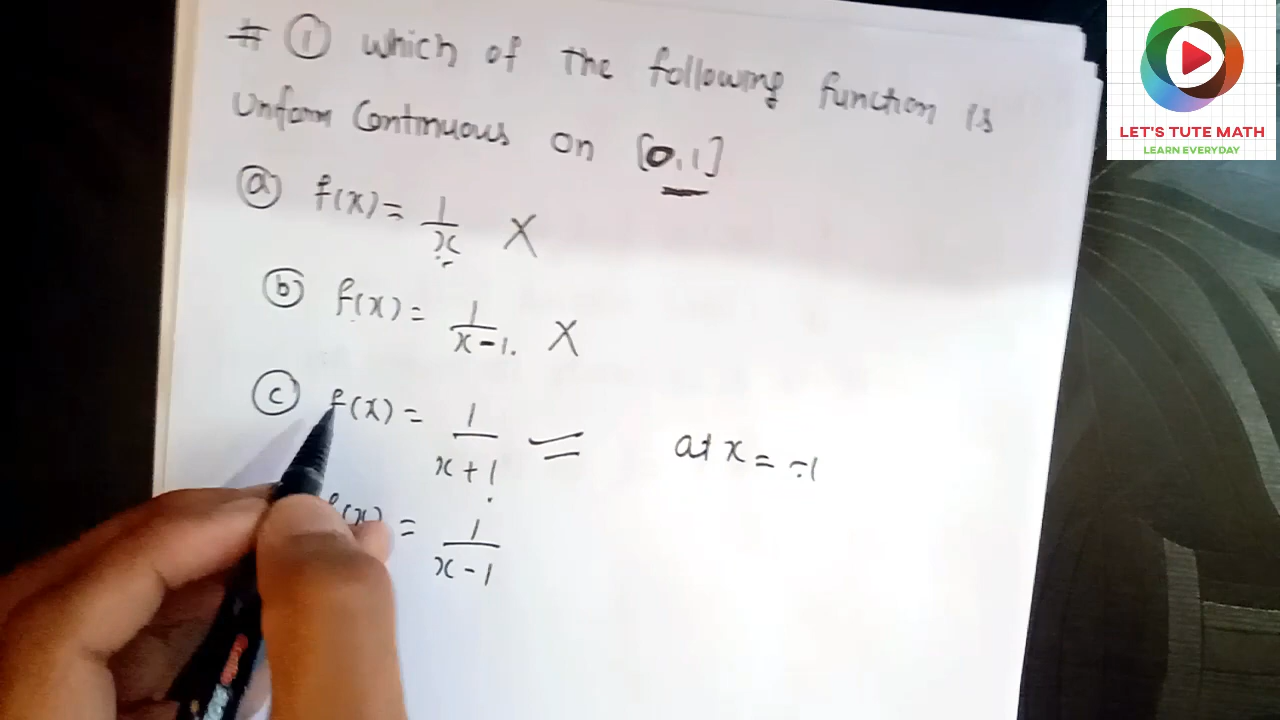 # ① which of the following function is
Unform Continuous on [0,1]
ⓐ f(x) = 1/x X
ⓑ f(x) = 1/x-1. X
ⓒ f(x) = 1/x+1 at x = -1
f(x) = 1/x-1
LET'S TUTE MATH
LEARN EVERYDAY